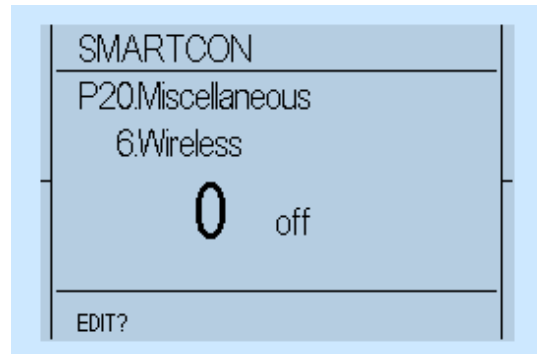 SMARTCON
P20.Miscellaneous
6.Wireless
0 off
EDIT?